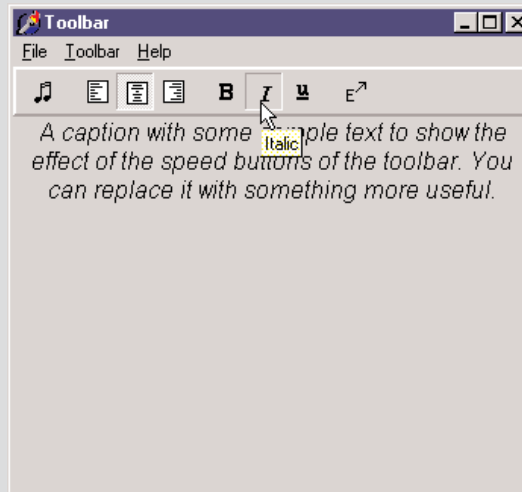 Toolbar
File Toolbar Help
B I u E
A caption with some text to show the
Italic
effect of the speed buttons of the toolbar. You
can replace it with something more useful.